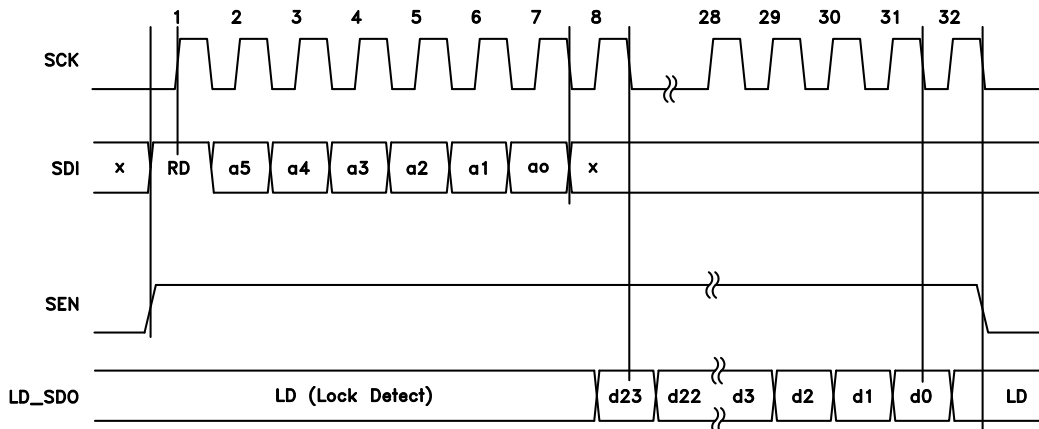 1 2 3 4 5 6 7 8 28 29 30 31 32
SCK
SDI x RD a5 a4 a3 a2 a1 ao x
SEN
LD_SDO LD (Lock Detect) d23 d22 d3 d2 d1 d0 LD